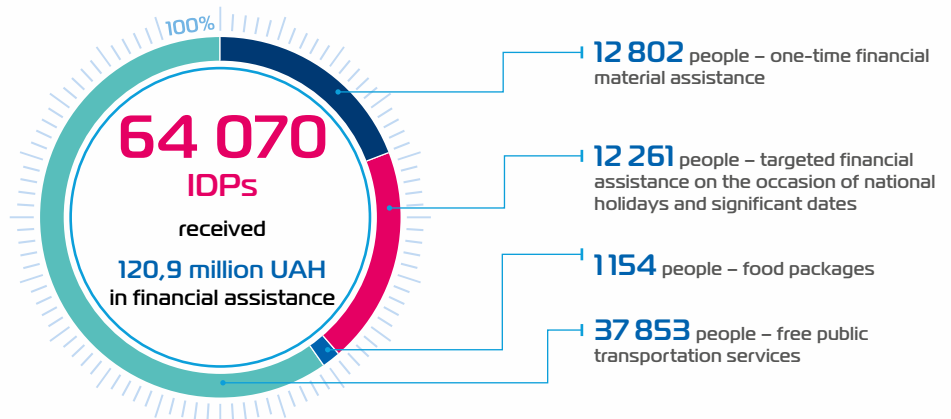 100%
64 070
IDPs
received
120,9 million UAH
in financial assistance
12 802 people – one-time financial
material assistance
12 261 people – targeted financial
assistance on the occasion of national
holidays and significant dates
1 154 people – food packages
37 853 people – free public
transportation services